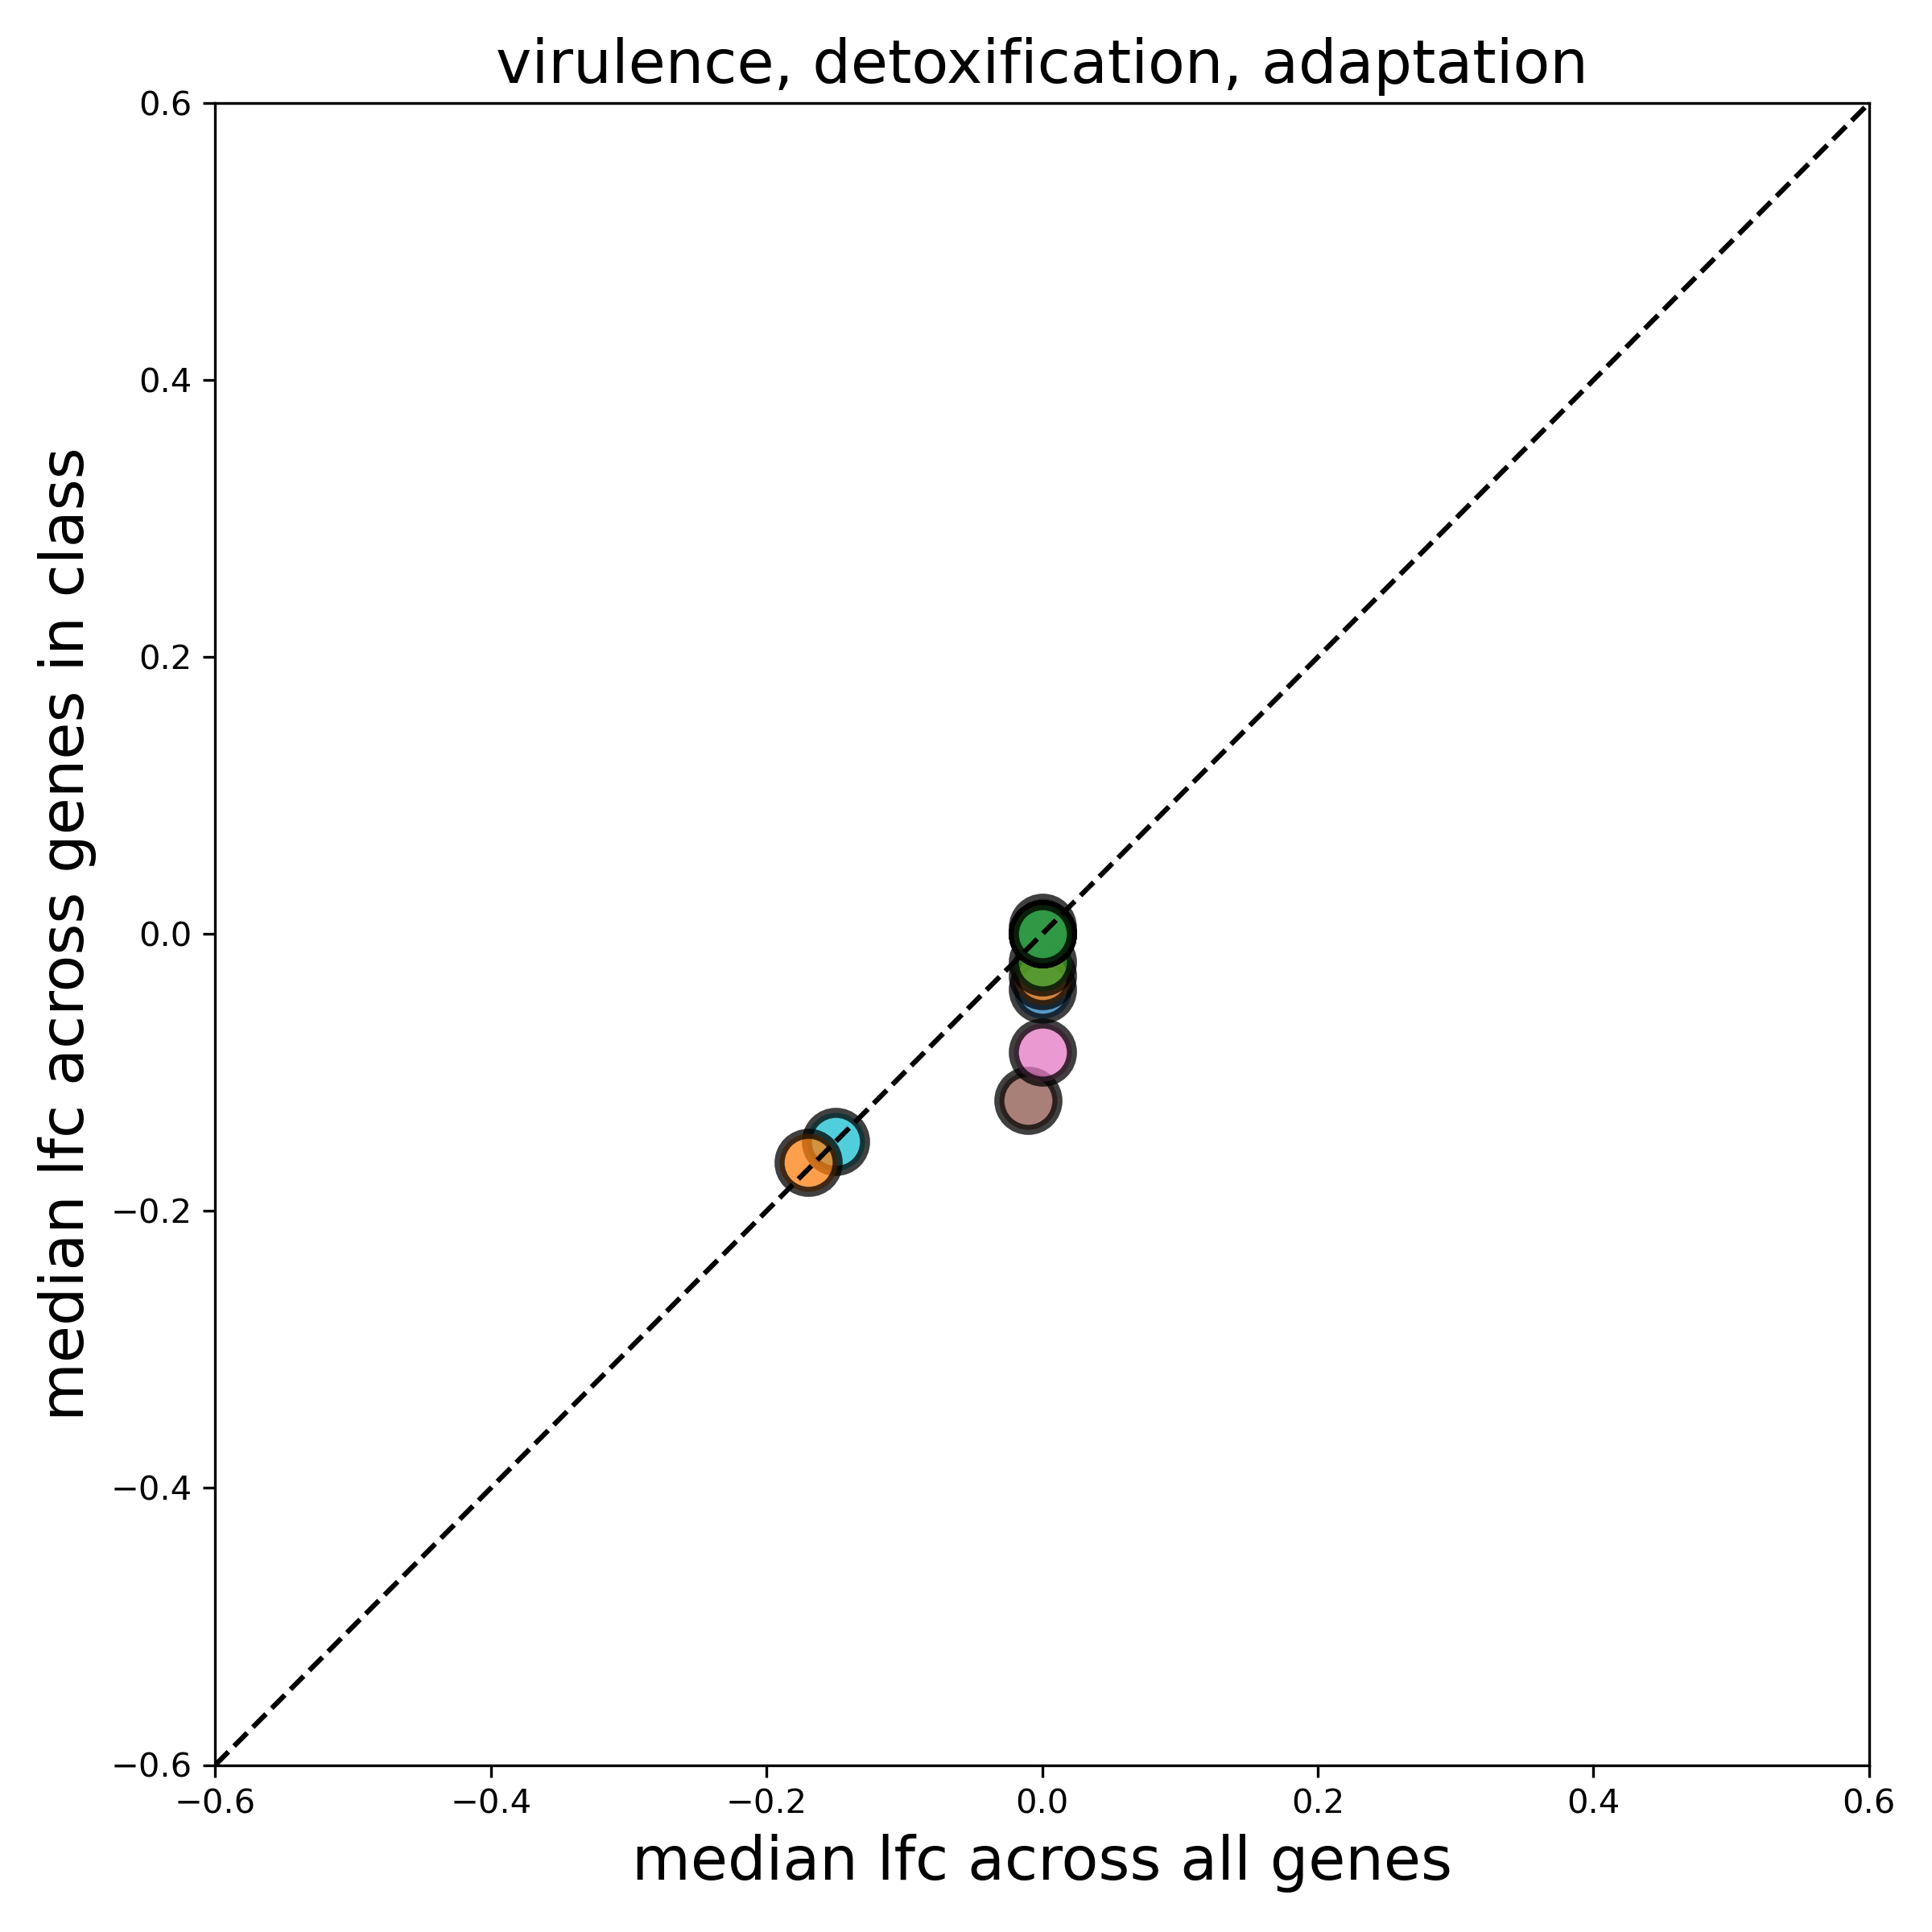 virulence, detoxification, adaptation
0.6
0.4
0.2
0.0
−0.2
−0.4
−0.6
median lfc across genes in class
−0.6 −0.4 −0.2 0.0 0.2 0.4 0.6
median lfc across all genes